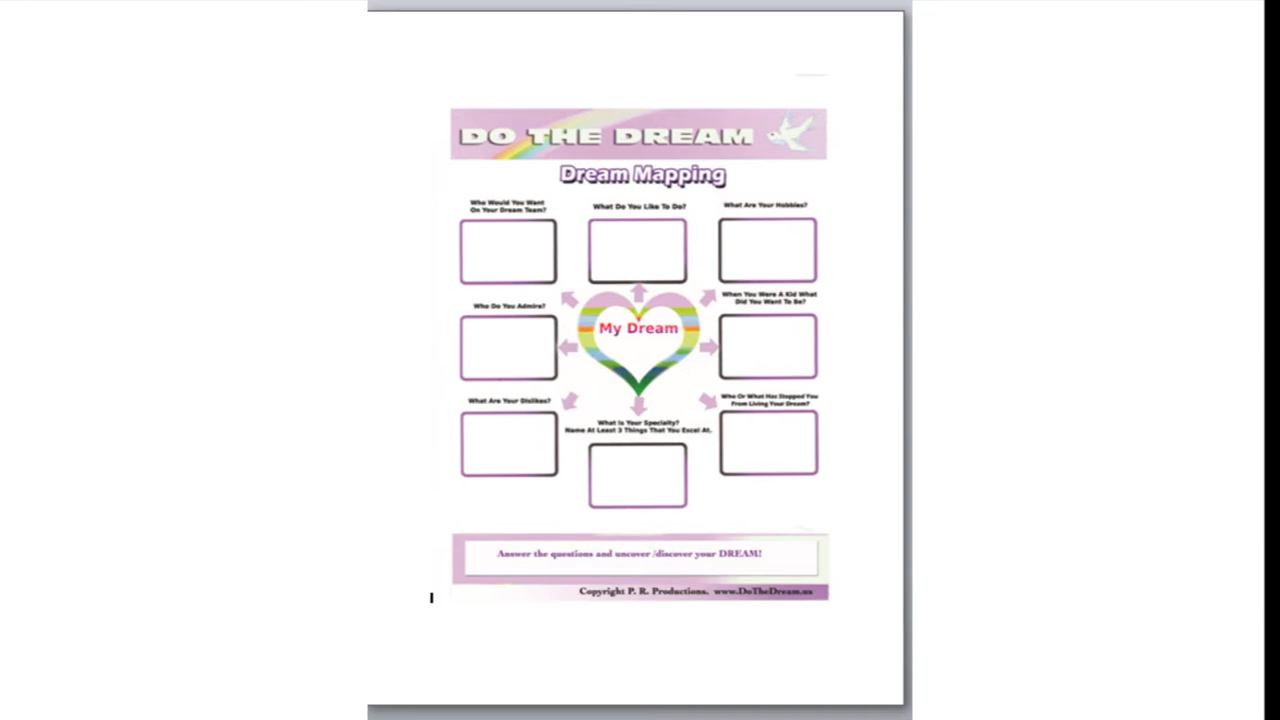 DO THE DREAM
Dream Mapping
Who Would You Want
On Your Dream Team?
What Do You Like To Do?
What Are Your Hobbies?
Who Do You Admire?
My Dream
When You Were A Kid What
Did You Want To Be?
What Are Your Dislikes?
What Is Your Specialty?
Name At Least 3 Things That You Excel At.
Who Or What Has Stopped You
From Living Your Dream?
Answer the questions and uncover /discover your DREAM!
Copyright P. R. Productions. www.DoTheDream.us